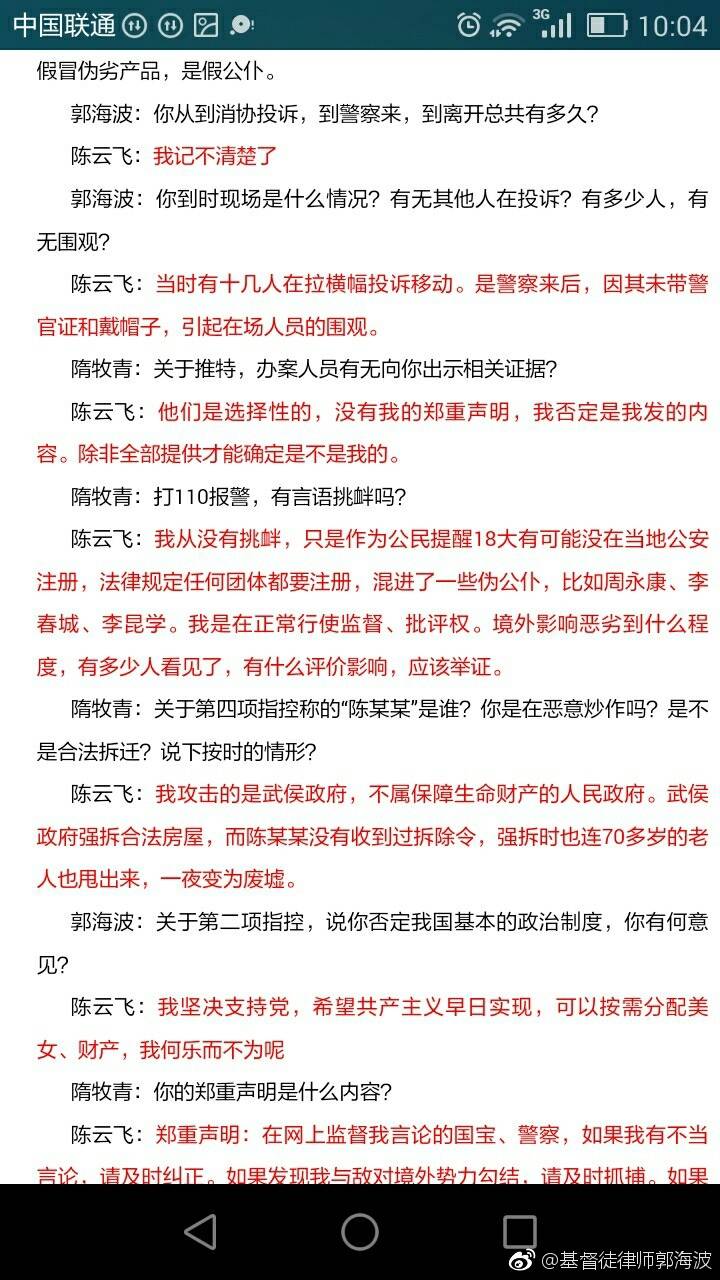 中国联通 3G 10:04
假冒伪劣产品，是假公仆。
郭海波：你从到消协投诉，到警察来，到离开总共有多久？
陈云飞：我记不清楚了
郭海波：你到时现场是什么情况？有无其他人在投诉？有多少人，有
无围观？
陈云飞：当时有十几人在拉横幅投诉移动。是警察来后，因其未带警
官证和戴帽子，引起在场人员的围观。
隋牧青：关于推特，办案人员有无向你出示相关证据？
陈云飞：他们是选择性的，没有我的郑重声明，我否定是我发的内
容。除非全部提供才能确定是不是我的。
隋牧青：打110报警，有言语挑衅吗？
陈云飞：我从没有挑衅，只是作为公民提醒18大有可能没在当地公安
注册，法律规定任何团体都要注册，混进了一些伪公仆，比如周永康、李
春城、李昆学。我是在正常行使监督、批评权。境外影响恶劣到什么程
度，有多少人看见了，有什么评价影响，应该举证。
隋牧青：关于第四项指控称的“陈某某”是谁？你是在恶意炒作吗？是不
是合法拆迁？说下按时的情形？
陈云飞：我攻击的是武侯政府，不属保障生命财产的人民政府。武侯
政府强拆合法房屋，而陈某某没有收到过拆除令，强拆时也连70多岁的老
人也甩出来，一夜变为废墟。
郭海波：关于第二项指控，说你否定我国基本的政治制度，你有何意
见？
陈云飞：我坚决支持党，希望共产主义早日实现，可以按需分配美
女、财产，我何乐而不为呢
隋牧青：你的郑重声明是什么内容？
陈云飞：郑重声明：在网上监督我言论的国宝、警察，如果我有不当
言论，请及时纠正。如果发现我与敌对境外势力勾结，请及时抓捕。如果
@基督徒律师郭海波